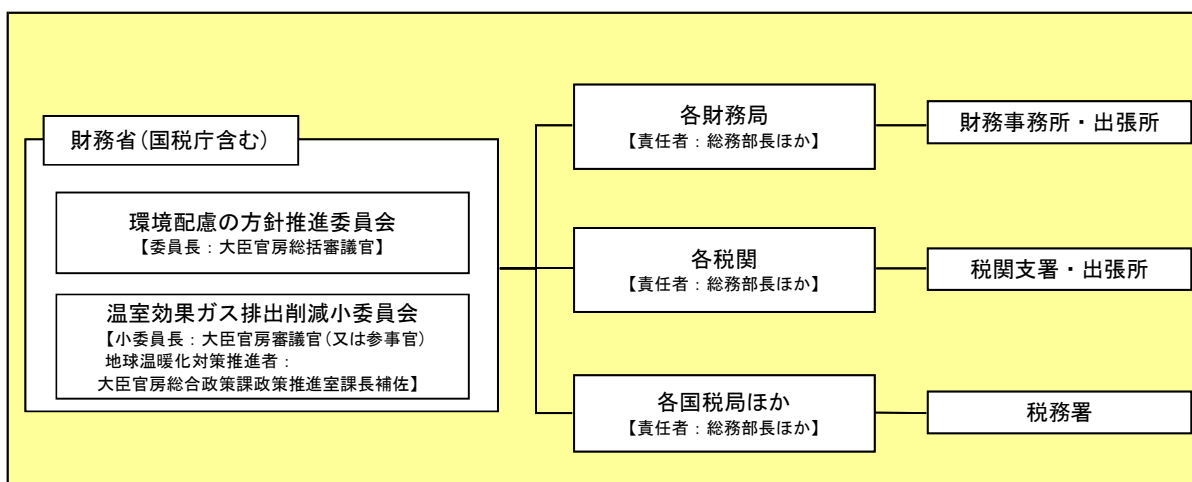 財務省(国税庁含む)
環境配慮の方針推進委員会
【委員長：大臣官房総括審議官】
温室効果ガス排出削減小委員会
【小委員長：大臣官房審議官(又は参事官)
地球温暖化対策推進者：
大臣官房総合政策課政策推進室課長補佐】
各財務局
【責任者：総務部長ほか】
財務事務所・出張所
各税関
【責任者：総務部長ほか】
税関支署・出張所
各国税局ほか
【責任者：総務部長ほか】
税務署